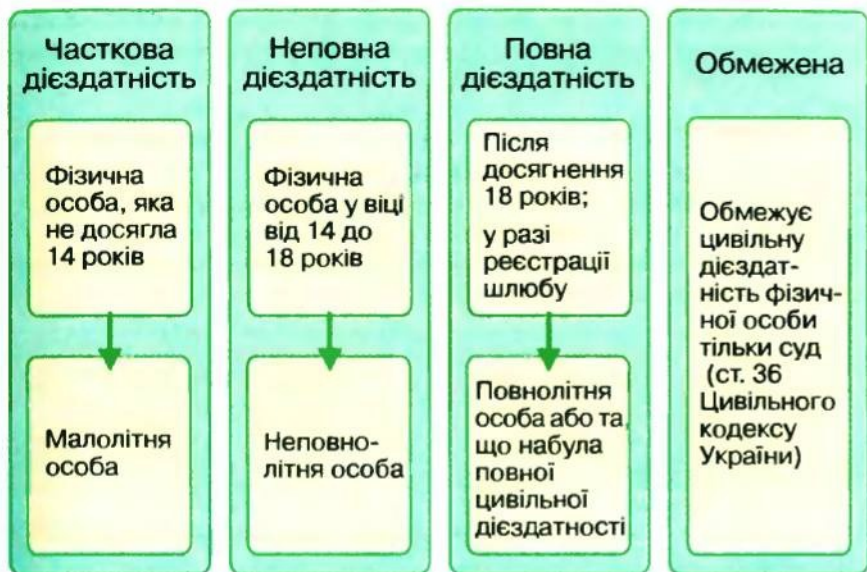 Часткова
дієздатність
Фізична
особа, яка
не досягла
14 років
Малолітня
особа
Неповна
дієздатність
Фізична
особа у віці
від 14 до
18 років
Неповно-
літня особа
Повна
дієздатність
Після
досягнення
18 років;
у разі
реєстрації
шлюбу
Повнолітня
особа або та,
що набула
повної
цивільної
дієздатності
Обмежена
Обмежує
цивільну
дієздат-
ність фізич-
ної особи
тільки суд
(ст. 36
Цивільного
кодексу
України)